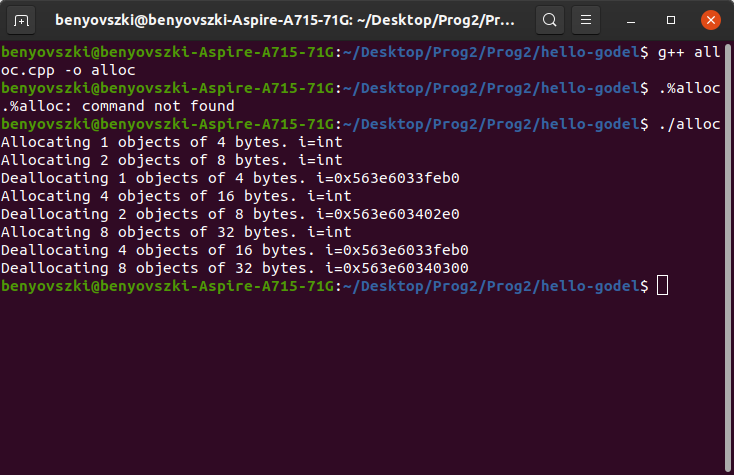 benyovszki@benyovszki-Aspire-A715-71G: ~/Desktop/Prog2/Pr...
benyovszki@benyovszki-Aspire-A715-71G:~/Desktop/Prog2/Prog2/hello-godel$ g++ all
oc.cpp -o alloc
benyovszki@benyovszki-Aspire-A715-71G:~/Desktop/Prog2/Prog2/hello-godel$ .%alloc
.%alloc: command not found
benyovszki@benyovszki-Aspire-A715-71G:~/Desktop/Prog2/Prog2/hello-godel$ ./alloc
Allocating 1 objects of 4 bytes. i=int
Allocating 2 objects of 8 bytes. i=int
Deallocating 1 objects of 4 bytes. i=0x563e6033feb0
Allocating 4 objects of 16 bytes. i=int
Deallocating 2 objects of 8 bytes. i=0x563e603402e0
Allocating 8 objects of 32 bytes. i=int
Deallocating 4 objects of 16 bytes. i=0x563e6033feb0
Deallocating 8 objects of 32 bytes. i=0x563e60340300
benyovszki@benyovszki-Aspire-A715-71G:~/Desktop/Prog2/Prog2/hello-godel$